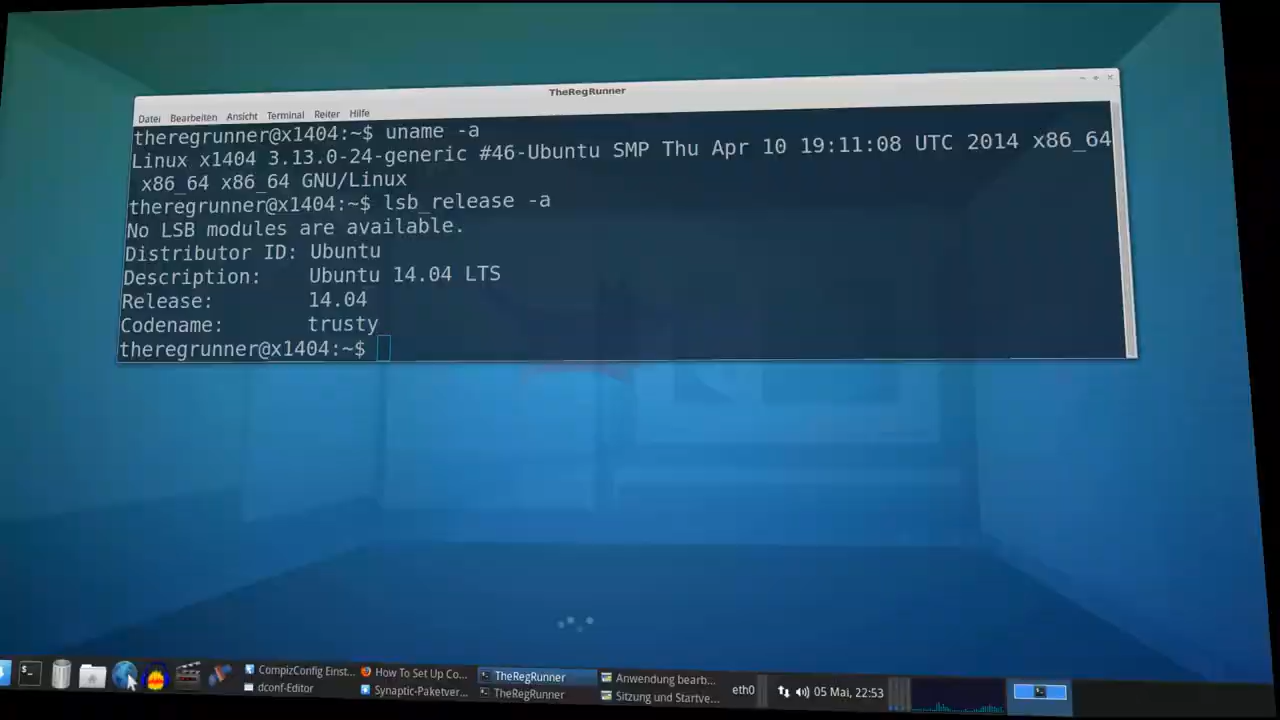 TheRegRunner
Datei Bearbeiten Ansicht Terminal Reiter Hilfe
theregrunner@x1404:~$ uname -a
Linux x1404 3.13.0-24-generic #46-Ubuntu SMP Thu Apr 10 19:11:08 UTC 2014 x86_64
x86_64 x86_64 GNU/Linux
theregrunner@x1404:~$ lsb_release -a
No LSB modules are available.
Distributor ID: Ubuntu
Description: Ubuntu 14.04 LTS
Release: 14.04
Codename: trusty
theregrunner@x1404:~$
CompizConfig Einst... How To Set Up Co... TheRegRunner Anwendung bearb...
dconf-Editor Synaptic-Paketver... TheRegRunner Sitzung und Startve...
eth0 05 Mai, 22:53